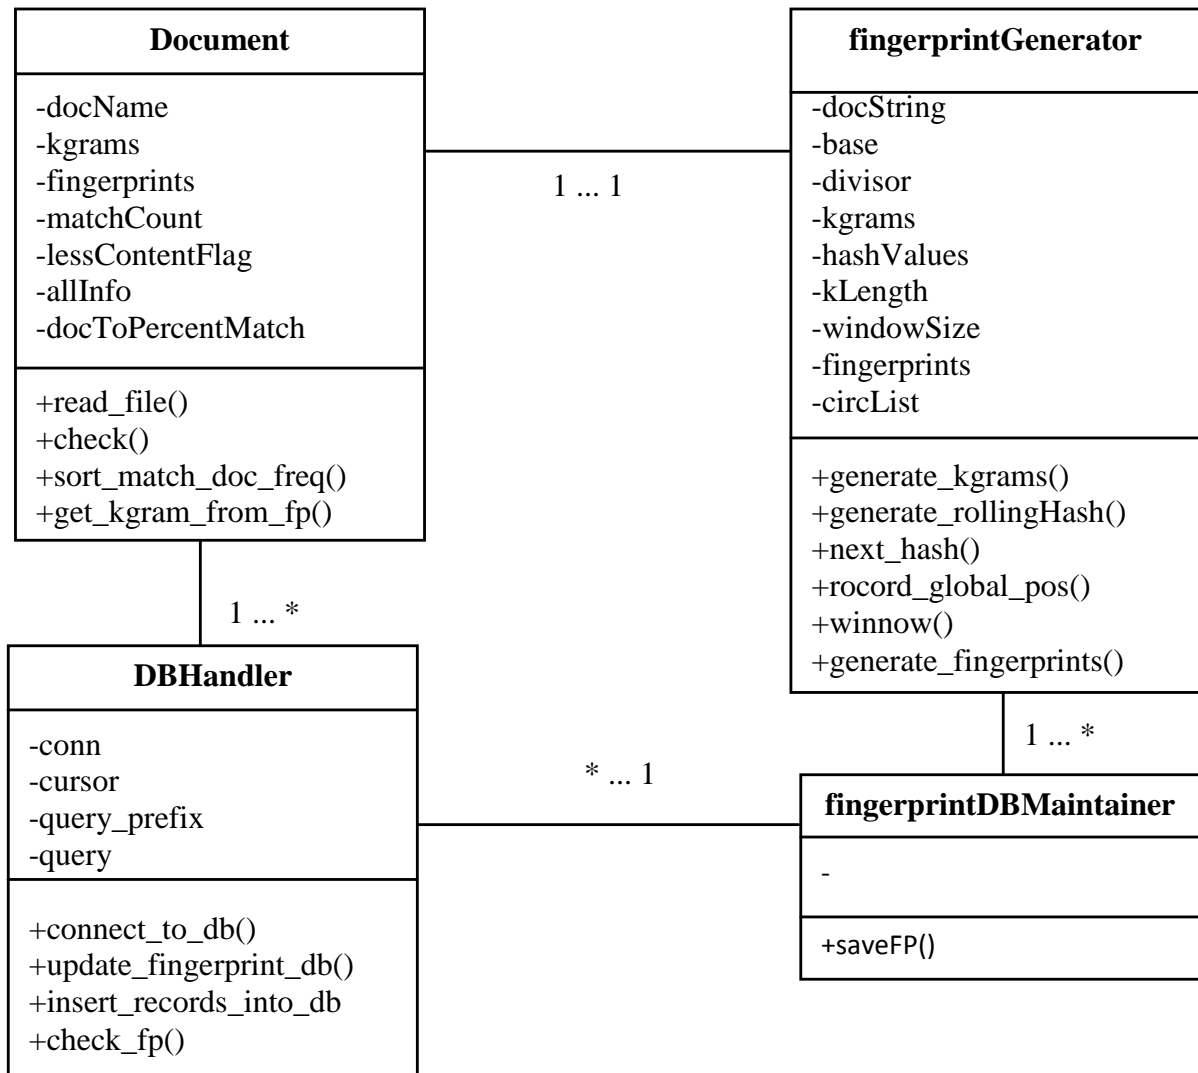 Document
-docName
-kgrams
-fingerprints
-matchCount
-lessContentFlag
-allInfo
-docToPercentMatch
+read_file()
+check()
+sort_match_doc_freq()
+get_kgram_from_fp()
1 ... 1
fingerprintGenerator
-docString
-base
-divisor
-kgrams
-hashValues
-kLength
-windowSize
-fingerprints
-circList
+generate_kgrams()
+generate_rollingHash()
+next_hash()
+rocord_global_pos()
+winnow()
+generate_fingerprints()
1 ... *
DBHandler
-conn
-cursor
-query_prefix
-query
+connect_to_db()
+update_fingerprint_db()
+insert_records_into_db
+check_fp()
* ... 1
1 ... *
fingerprintDBMaintainer
-
+saveFP()